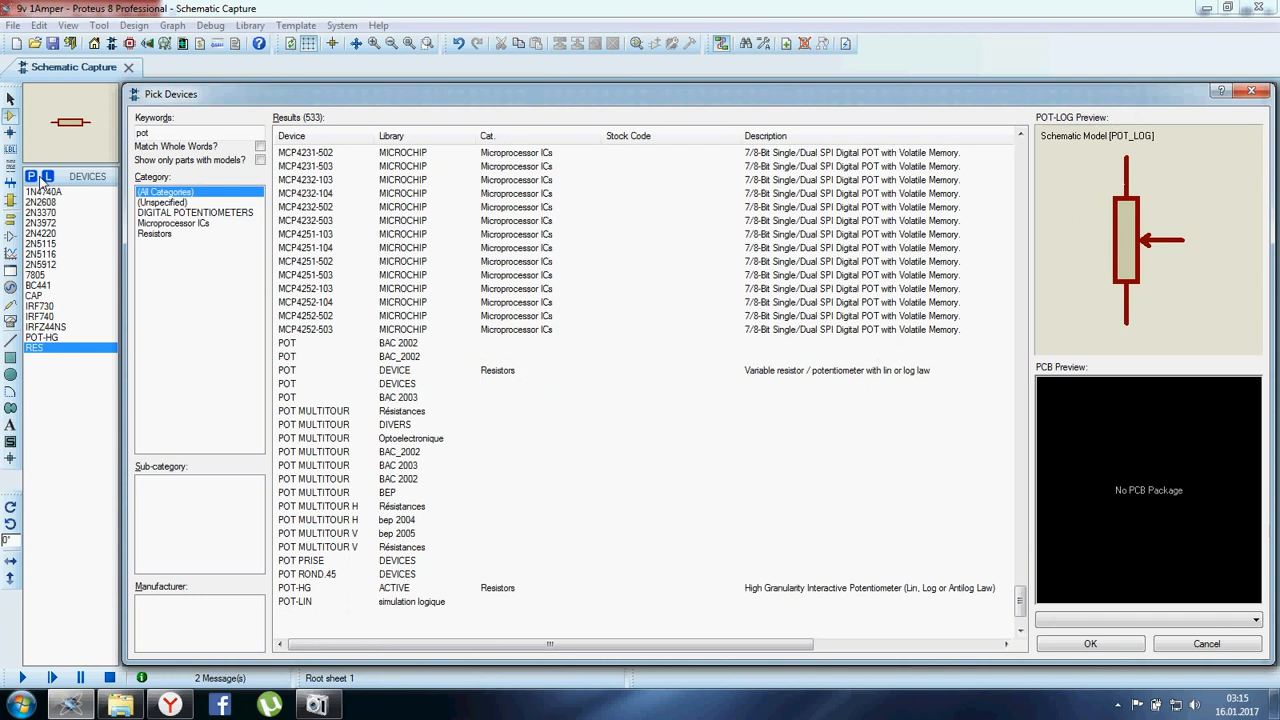 9v 1Amper - Proteus 8 Professional - Schematic Capture
File Edit View Tool Design Graph Debug Library Template System Help
Schematic Capture
Pick Devices
P L DEVICES
1N4740A
2N2608
2N3370
2N3972
2N4220
2N5115
2N5116
2N5912
7805
BC441
CAP
IRF730
IRF740
IRFZ44NS
POT-HG
RES
LBL
A
0°
Keywords:
pot
Match Whole Words?
Show only parts with models?
Category:
(All Categories)
(Unspecified)
DIGITAL POTENTIOMETERS
Microprocessor ICs
Resistors
Sub-category:
Manufacturer:
Results (533):
Device Library Cat. Stock Code Description
MCP4231-502 MICROCHIP Microprocessor ICs 7/8-Bit Single/Dual SPI Digital POT with Volatile Memory.
MCP4231-503 MICROCHIP Microprocessor ICs 7/8-Bit Single/Dual SPI Digital POT with Volatile Memory.
MCP4232-103 MICROCHIP Microprocessor ICs 7/8-Bit Single/Dual SPI Digital POT with Volatile Memory.
MCP4232-104 MICROCHIP Microprocessor ICs 7/8-Bit Single/Dual SPI Digital POT with Volatile Memory.
MCP4232-502 MICROCHIP Microprocessor ICs 7/8-Bit Single/Dual SPI Digital POT with Volatile Memory.
MCP4232-503 MICROCHIP Microprocessor ICs 7/8-Bit Single/Dual SPI Digital POT with Volatile Memory.
MCP4251-103 MICROCHIP Microprocessor ICs 7/8-Bit Single/Dual SPI Digital POT with Volatile Memory.
MCP4251-104 MICROCHIP Microprocessor ICs 7/8-Bit Single/Dual SPI Digital POT with Volatile Memory.
MCP4251-502 MICROCHIP Microprocessor ICs 7/8-Bit Single/Dual SPI Digital POT with Volatile Memory.
MCP4251-503 MICROCHIP Microprocessor ICs 7/8-Bit Single/Dual SPI Digital POT with Volatile Memory.
MCP4252-103 MICROCHIP Microprocessor ICs 7/8-Bit Single/Dual SPI Digital POT with Volatile Memory.
MCP4252-104 MICROCHIP Microprocessor ICs 7/8-Bit Single/Dual SPI Digital POT with Volatile Memory.
MCP4252-502 MICROCHIP Microprocessor ICs 7/8-Bit Single/Dual SPI Digital POT with Volatile Memory.
MCP4252-503 MICROCHIP Microprocessor ICs 7/8-Bit Single/Dual SPI Digital POT with Volatile Memory.
POT BAC 2002
POT BAC_2002
POT DEVICE Resistors Variable resistor / potentiometer with lin or log law
POT DEVICES
POT BAC 2003
POT MULTITOUR Résistances
POT MULTITOUR DIVERS
POT MULTITOUR Optoelectronique
POT MULTITOUR BAC_2002
POT MULTITOUR BAC 2003
POT MULTITOUR BAC 2002
POT MULTITOUR BEP
POT MULTITOUR H Résistances
POT MULTITOUR H bep 2004
POT MULTITOUR V bep 2005
POT MULTITOUR V Résistances
POT PRISE DEVICES
POT ROND.45 DEVICES
POT-HG ACTIVE Resistors High Granularity Interactive Potentiometer (Lin, Log or Antilog Law)
POT-LIN simulation logique
POT-LOG Preview:
Schematic Model [POT_LOG]
PCB Preview:
No PCB Package
OK Cancel
2 Message(s) Root sheet 1
03:15
16.01.2017